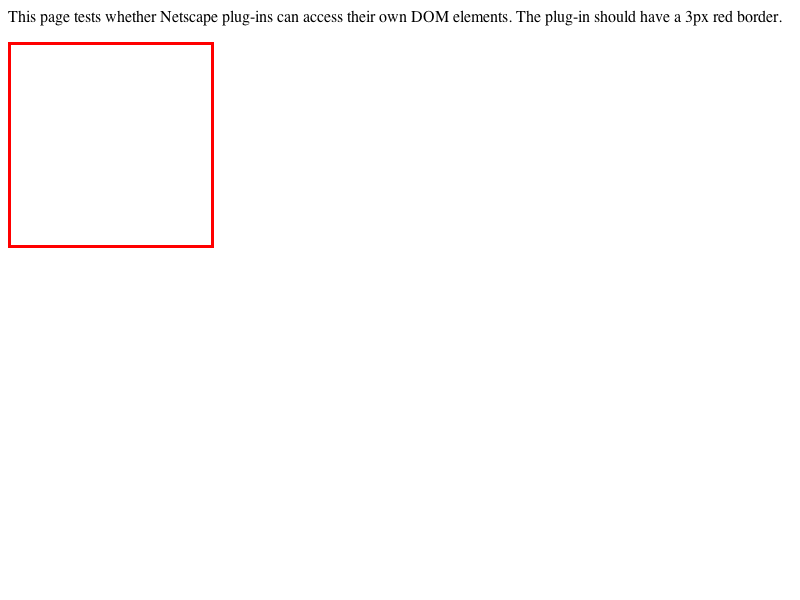 This page tests whether Netscape plug-ins can access their own DOM elements. The plug-in should have a 3px red border.